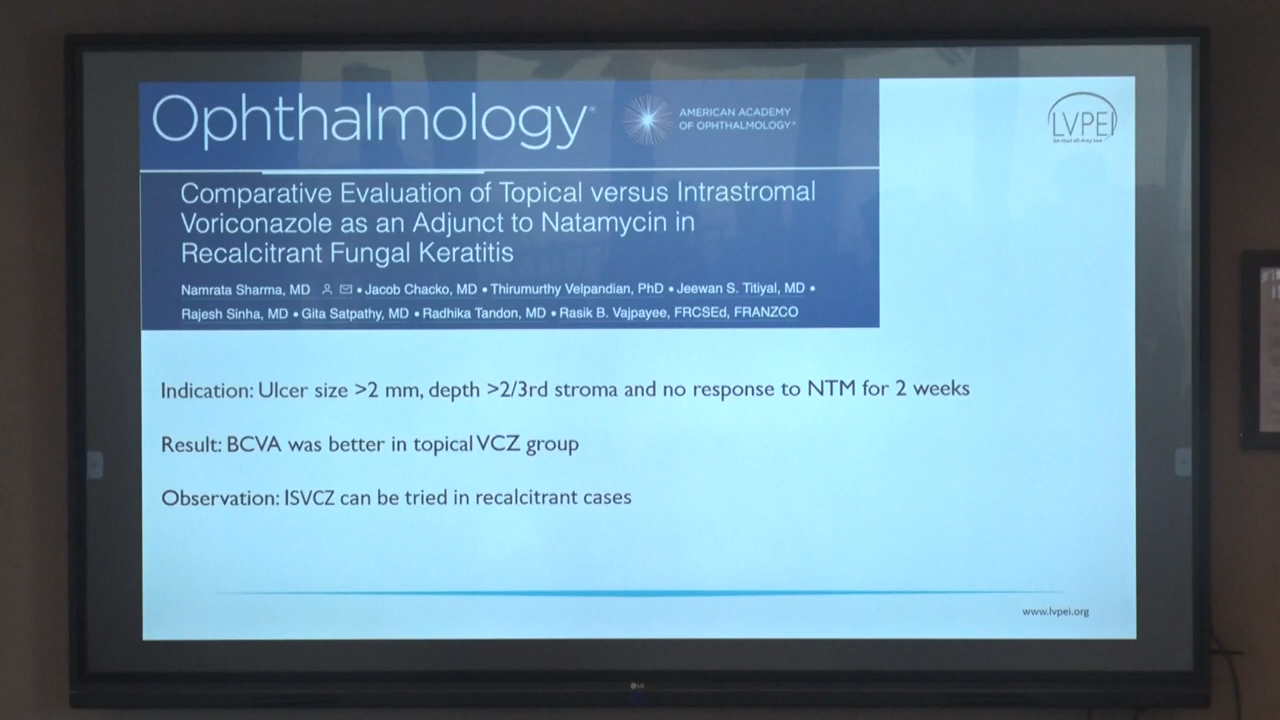 Ophthalmology
AMERICAN ACADEMY
OF OPHTHALMOLOGY®
LVPEI
Comparative Evaluation of Topical versus Intrastromal
Voriconazole as an Adjunct to Natamycin in
Recalcitrant Fungal Keratitis
Namrata Sharma, MD • Jacob Chacko, MD • Thirumurthy Velpandian, PhD • Jeewan S. Titiyal, MD •
Rajesh Sinha, MD • Gita Satpathy, MD • Radhika Tandon, MD • Rasik B. Vajpayee, FRCSEd, FRANZCO
Indication: Ulcer size >2 mm, depth >2/3rd stroma and no response to NTM for 2 weeks
Result: BCVA was better in topical VCZ group
Observation: ISVCZ can be tried in recalcitrant cases
www.lvpei.org
LG